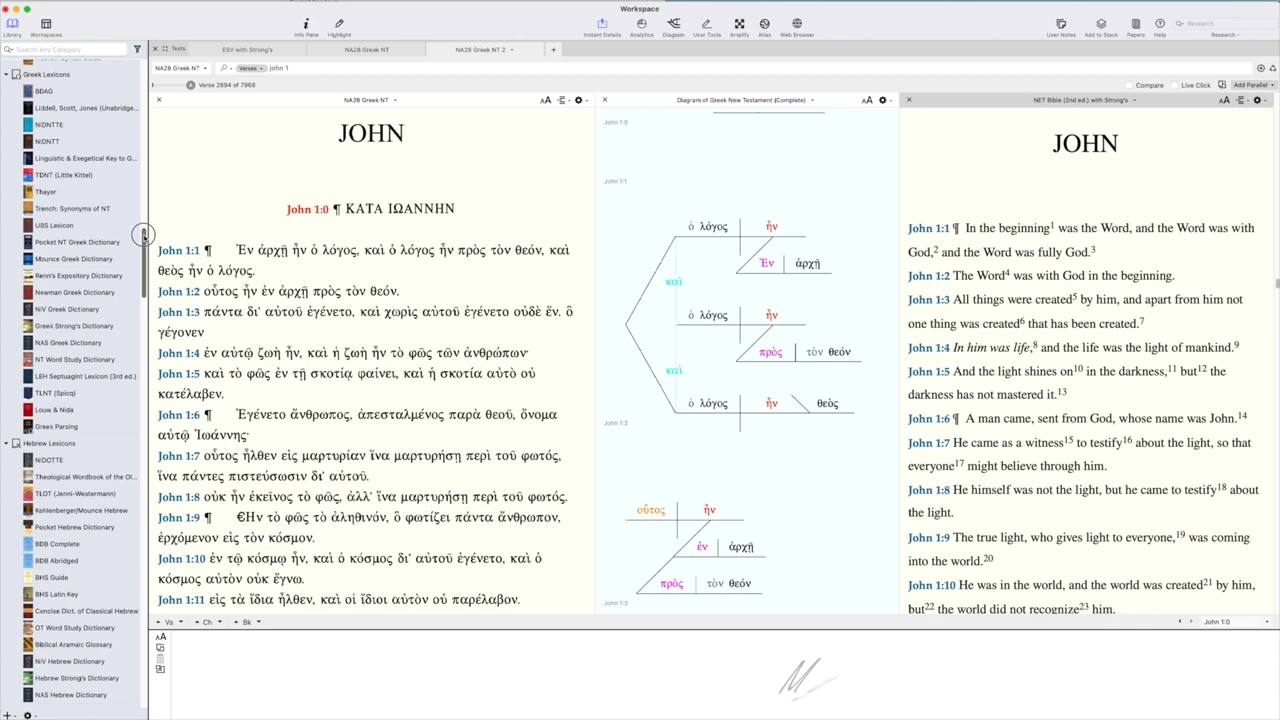 Workspace
Library
Workspaces
Info Pane
Highlight
Instant Details
Analytics
Diagram
User Tools
Amplify
Atlas
Web Browser
User Notes
Add to Stack
Papers
Help
Research
Research
Search Any Category
Texts
ESV with Strong's
NA28 Greek NT
NA28 Greek NT 2
NA28 Greek NT
Verses
john 1
Verse 2894 of 7968
Compare
Live Click
Add Parallel
Greek Lexicons
BDAG
Liddell, Scott, Jones (Unabridge...
NIDNTTE
NIDNTT
Linguistic & Exegetical Key to G...
TDNT (Little Kittel)
Thayer
Trench: Synonyms of NT
UBS Lexicon
Pocket NT Greek Dictionary
Mounce Greek Dictionary
Renn's Expository Dictionary
Newman Greek Dictionary
NIV Greek Dictionary
Greek Strong's Dictionary
NAS Greek Dictionary
NT Word Study Dictionary
LEH Septuagint Lexicon (3rd ed.)
TLNT (Spicq)
Louw & Nida
Greek Parsing
Hebrew Lexicons
NIDOTTE
Theological Wordbook of the Ol...
TLOT (Jenni-Westermann)
Kohlenberger/Mounce Hebrew
Pocket Hebrew Dictionary
BDB Complete
BDB Abridged
BHS Guide
BHS Latin Key
Concise Dict. of Classical Hebrew
OT Word Study Dictionary
Biblical Aramaic Glossary
NIV Hebrew Dictionary
Hebrew Strong's Dictionary
NAS Hebrew Dictionary
NA28 Greek NT
JOHN
John 1:0 ¶ ΚΑΤΑ ΙΩΑΝΝΗΝ
John 1:1 ¶ Ἐν ἀρχῇ ἦν ὁ λόγος, καὶ ὁ λόγος ἦν πρὸς τὸν θεόν, καὶ
θεὸς ἦν ὁ λόγος.
John 1:2 οὗτος ἦν ἐν ἀρχῇ πρὸς τὸν θεόν.
John 1:3 πάντα δι' αὐτοῦ ἐγένετο, καὶ χωρὶς αὐτοῦ ἐγένετο οὐδὲ ἕν. ὃ
γέγονεν
John 1:4 ἐν αὐτῷ ζωὴ ἦν, καὶ ἡ ζωὴ ἦν τὸ φῶς τῶν ἀνθρώπων·
John 1:5 καὶ τὸ φῶς ἐν τῇ σκοτίᾳ φαίνει, καὶ ἡ σκοτία αὐτὸ οὐ
κατέλαβεν.
John 1:6 ¶ Ἐγένετο ἄνθρωπος, ἀπεσταλμένος παρὰ θεοῦ, ὄνομα
αὐτῷ Ἰωάννης·
John 1:7 οὗτος ἦλθεν εἰς μαρτυρίαν ἵνα μαρτυρήσῃ περὶ τοῦ φωτός,
ἵνα πάντες πιστεύσωσιν δι' αὐτοῦ.
John 1:8 οὐκ ἦν ἐκεῖνος τὸ φῶς, ἀλλ' ἵνα μαρτυρήσῃ περὶ τοῦ φωτός.
John 1:9 ¶ €Ην τὸ φῶς τὸ ἀληθινόν, ὃ φωτίζει πάντα ἄνθρωπον,
ἐρχόμενον εἰς τὸν κόσμον.
John 1:10 ἐν τῷ κόσμῳ ἦν, καὶ ὁ κόσμος δι' αὐτοῦ ἐγένετο, καὶ ὁ
κόσμος αὐτὸν οὐκ ἔγνω.
John 1:11 εἰς τὰ ἴδια ἦλθεν, καὶ οἱ ἴδιοι αὐτὸν οὐ παρέλαβον.
Vs
Ch
Bk
Diagram of Greek New Testament (Complete)
John 1:0
John 1:1
ὁ λόγος ἦν
Ἐν ἀρχῇ
καὶ
ὁ λόγος ἦν
πρὸς τὸν θεόν
καὶ
ὁ λόγος ἦν θεὸς
John 1:2
οὗτος ἦν
ἐν ἀρχῇ
πρὸς τὸν θεόν
John 1:3
NET Bible (2nd ed.) with Strong's
JOHN
John 1:1 ¶ In the beginning1 was the Word, and the Word was with
God,2 and the Word was fully God.3
John 1:2 The Word4 was with God in the beginning.
John 1:3 All things were created5 by him, and apart from him not
one thing was created6 that has been created.7
John 1:4 In him was life,8 and the life was the light of mankind.9
John 1:5 And the light shines on10 in the darkness,11 but12 the
darkness has not mastered it.13
John 1:6 ¶ A man came, sent from God, whose name was John.14
John 1:7 He came as a witness15 to testify16 about the light, so that
everyone17 might believe through him.
John 1:8 He himself was not the light, but he came to testify18 about
the light.
John 1:9 The true light, who gives light to everyone,19 was coming
into the world.20
John 1:10 He was in the world, and the world was created21 by him,
but22 the world did not recognize23 him.
John 1:0